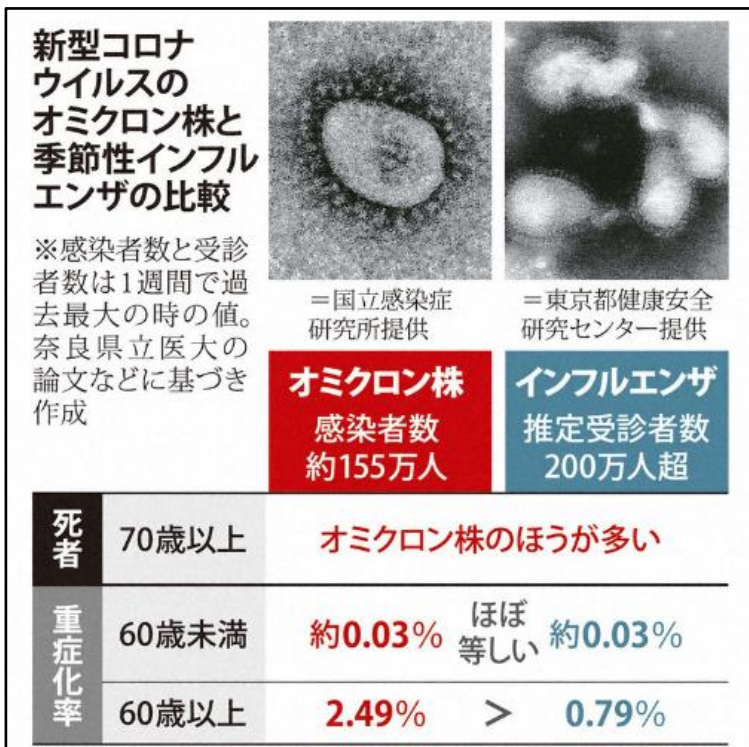 新型コロナ
ウイルスの
オミクロン株と
季節性インフル
エンザの比較
※感染者数と受診
者数は1週間で過
去最大の時の値。
奈良県立医大の
論文などに基づき
作成
＝国立感染症
研究所提供
＝東京都健康安全
研究センター提供
オミクロン株
感染者数
約155万人
インフルエンザ
推定受診者数
200万人超
死者
70歳以上
オミクロン株のほうが多い
重症化率
60歳未満
約0.03%
ほぼ
等しい
約0.03%
60歳以上
2.49%
>
0.79%